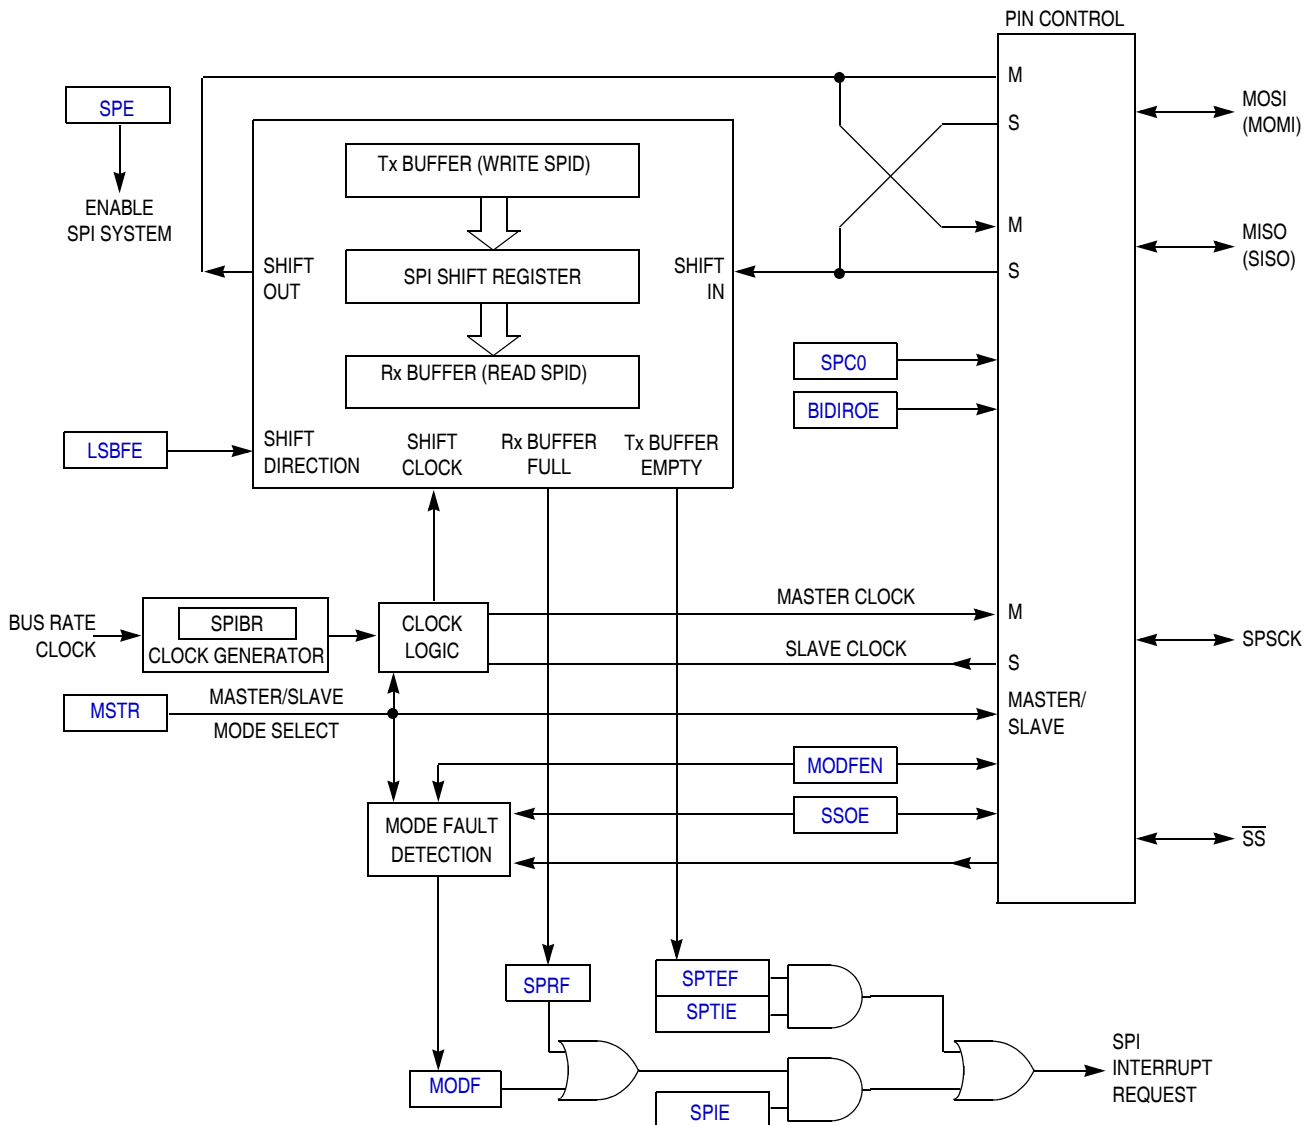 PIN CONTROL
M
S
M
S
MOSI
(MOMI)
MISO
(SISO)
SPE
ENABLE
SPI SYSTEM
Tx BUFFER (WRITE SPID)
SHIFT
OUT
SPI SHIFT REGISTER
SHIFT
IN
Rx BUFFER (READ SPID)
SPC0
BIDIROE
LSBFE
SHIFT
DIRECTION
SHIFT
CLOCK
Rx BUFFER
FULL
Tx BUFFER
EMPTY
BUS RATE
CLOCK
SPIBR
CLOCK GENERATOR
CLOCK
LOGIC
MASTER CLOCK
M
SLAVE CLOCK
S
SPSCK
MSTR
MASTER/SLAVE
MODE SELECT
MASTER/
SLAVE
MODFEN
SSOE
MODE FAULT
DETECTION
SS
SPRF
SPTEF
SPTIE
MODF
SPIE
SPI
INTERRUPT
REQUEST